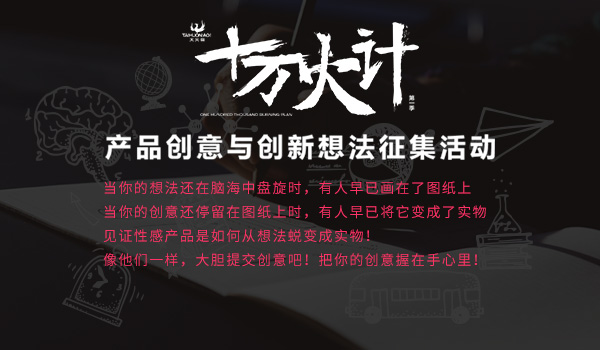 TAIHUONIAO!
太火鸟
十万火计
第一季
ONE HUNDRED THOUSAND BURNING PLAN
产品创意与创新想法征集活动
当你的想法还在脑海中盘旋时，有人早已画在了图纸上
当你的创意还停留在图纸上时，有人早已将它变成了实物
见证性感产品是如何从想法蜕变成实物！
像他们一样，大胆提交创意吧！把你的创意握在手心里！